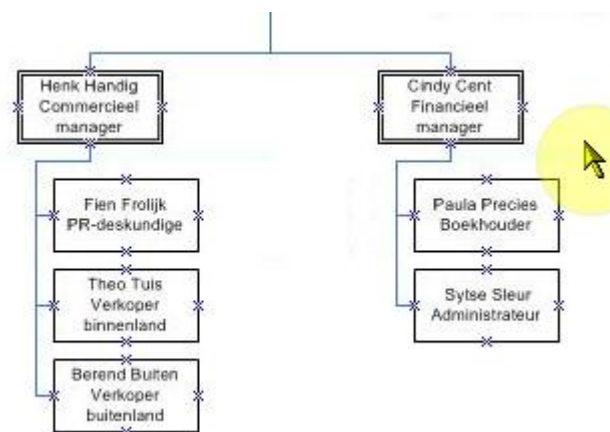 Henk Handig
Commercieel
manager
Cindy Cent
Financieel
manager
Fien Frolijk
PR-deskundige
Theo Tuis
Verkoper
binnenland
Berend Buiten
Verkoper
buitenland
Paula Precies
Boekhouder
Sytse Sleur
Administrateur